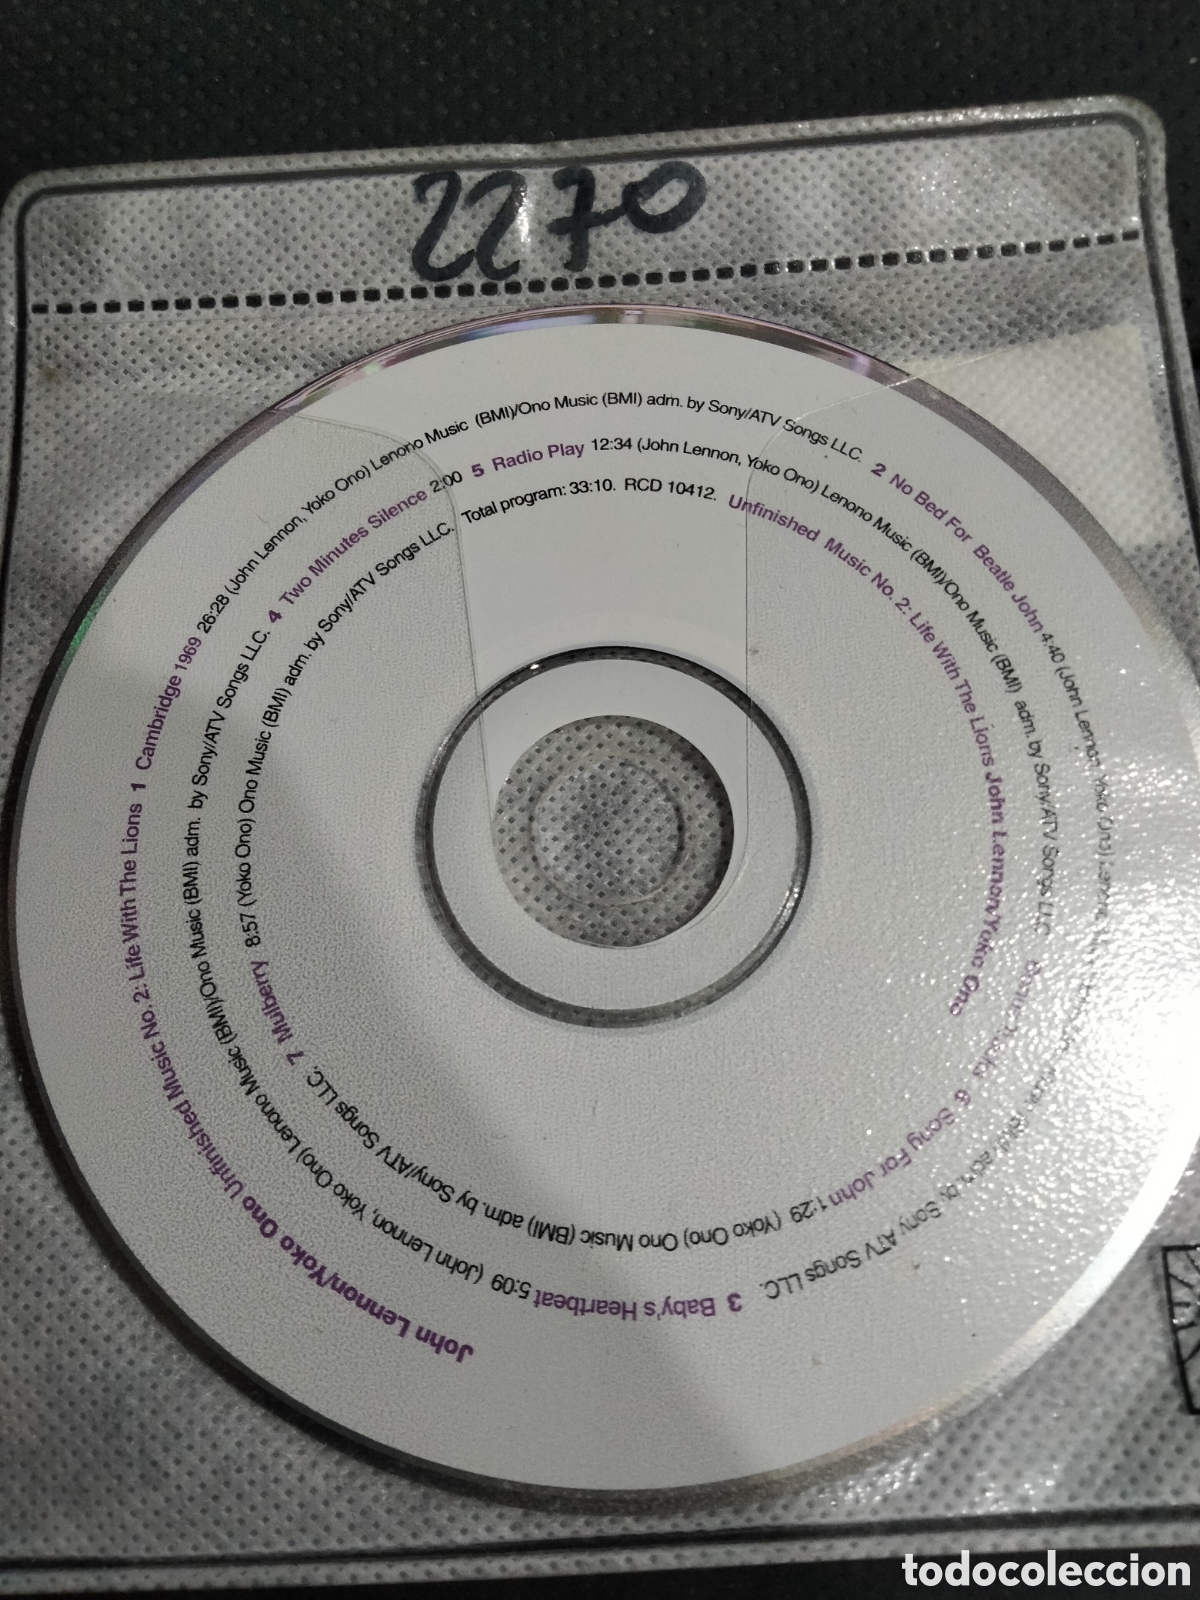 2270
John Lennon/Yoko Ono Unfinished Music No. 2: Life With The Lions 1 Cambridge 1969 26:28 (John Lennon, Yoko Ono) Lenono Music (BMI)/Ono Music (BMI) adm. by Sony/ATV Songs LLC. 2 No Bed For Beatle John 4:40 (John Lennon, Yoko Ono) adm. by Sony ATV Songs LLC.
3 Baby's Heartbeat 5:09 (John Lennon, Yoko Ono) Lenono Music (BMI)/Ono Music (BMI) adm. by Sony/ATV Songs LLC. 4 Two Minutes Silence 2:00 5 Radio Play 12:34 (John Lennon, Yoko Ono) Lenono Music (BMI)/Ono Music (BMI) adm. by Sony/ATV Songs LLC
6 Song For John 1:29 (Yoko Ono) Ono Music (BMI) adm. by Sony/ATV Songs LLC. 7 Mulberry 8:57 (Yoko Ono) Ono Music (BMI) adm. by Sony/ATV Songs LLC. Total program: 33:10. RCD 10412. Unfinished Music No. 2: Life With The Lions John Lennon/Yoko Ono
todocoleccion